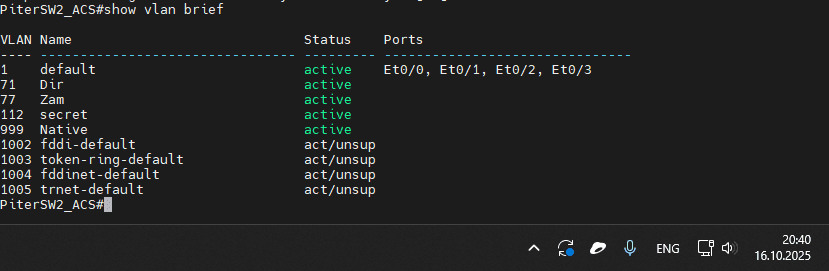 PiterSW2_ACS#show vlan brief
VLAN Name                             Status    Ports
---- -------------------------------- --------- -------------------------------
1    default                          active    Et0/0, Et0/1, Et0/2, Et0/3
71   Dir                              active
77   Zam                              active
112  secret                           active
999  Native                           active
1002 fddi-default                     act/unsup
1003 token-ring-default               act/unsup
1004 fddinet-default                  act/unsup
1005 trnet-default                    act/unsup
PiterSW2_ACS#
ENG
20:40
16.10.2025